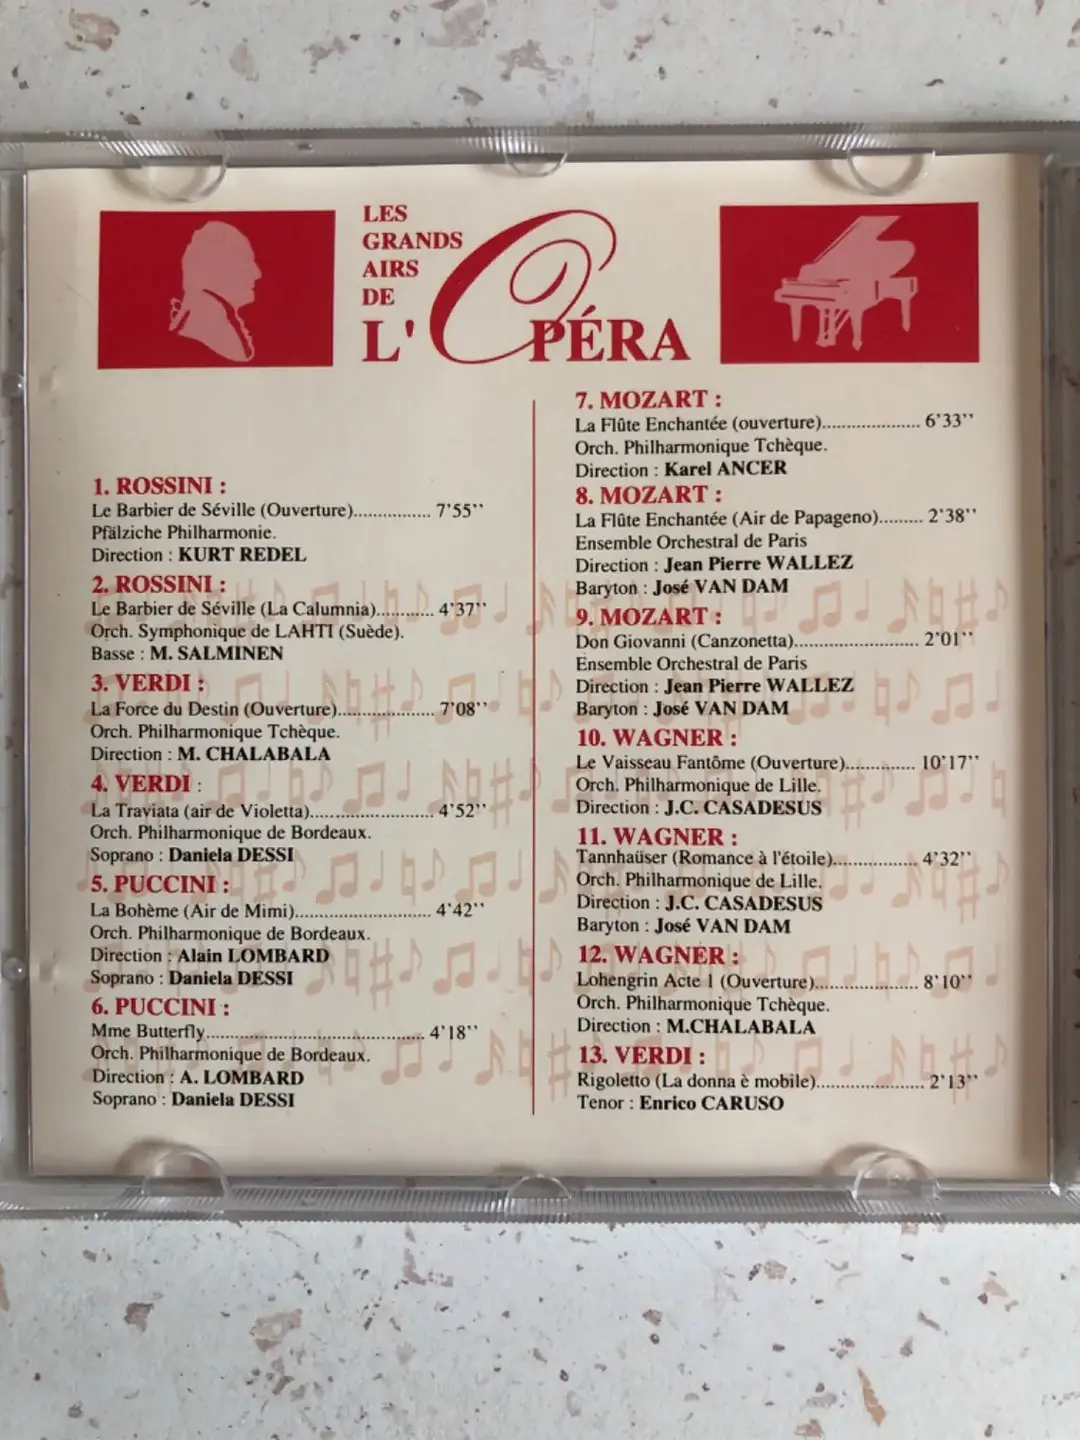 LES
GRANDS
AIRS
DE
L'OPÉRA
1. ROSSINI :
Le Barbier de Séville (Ouverture)................ 7'55''
Pfälziche Philharmonie.
Direction : KURT REDEL
2. ROSSINI :
Le Barbier de Séville (La Calumnia)............ 4'37''
Orch. Symphonique de LAHTI (Suède).
Basse : M. SALMINEN
3. VERDI :
La Force du Destin (Ouverture).................... 7'08''
Orch. Philharmonique Tchèque.
Direction : M. CHALABALA
4. VERDI :
La Traviata (air de Violetta).......................... 4'52''
Orch. Philharmonique de Bordeaux.
Soprano : Daniela DESSI
5. PUCCINI :
La Bohème (Air de Mimi)............................ 4'42''
Orch. Philharmonique de Bordeaux.
Direction : Alain LOMBARD
Soprano : Daniela DESSI
6. PUCCINI :
Mme Butterfly............................................. 4'18''
Orch. Philharmonique de Bordeaux.
Direction : A. LOMBARD
Soprano : Daniela DESSI
7. MOZART :
La Flûte Enchantée (ouverture).................... 6'33''
Orch. Philharmonique Tchèque.
Direction : Karel ANCER
8. MOZART :
La Flûte Enchantée (Air de Papageno)......... 2'38''
Ensemble Orchestral de Paris
Direction : Jean Pierre WALLEZ
Baryton : José VAN DAM
9. MOZART :
Don Giovanni (Canzonetta).......................... 2'01''
Ensemble Orchestral de Paris
Direction : Jean Pierre WALLEZ
Baryton : José VAN DAM
10. WAGNER :
Le Vaisseau Fantôme (Ouverture).............. 10'17''
Orch. Philharmonique de Lille.
Direction : J.C. CASADESUS
11. WAGNER :
Tannhaüser (Romance à l'étoile)................. 4'32''
Orch. Philharmonique de Lille.
Direction : J.C. CASADESUS
Baryton : José VAN DAM
12. WAGNER :
Lohengrin Acte 1 (Ouverture)..................... 8'10''
Orch. Philharmonique Tchèque.
Direction : M.CHALABALA
13. VERDI :
Rigoletto (La donna è mobile)...................... 2'13''
Tenor : Enrico CARUSO